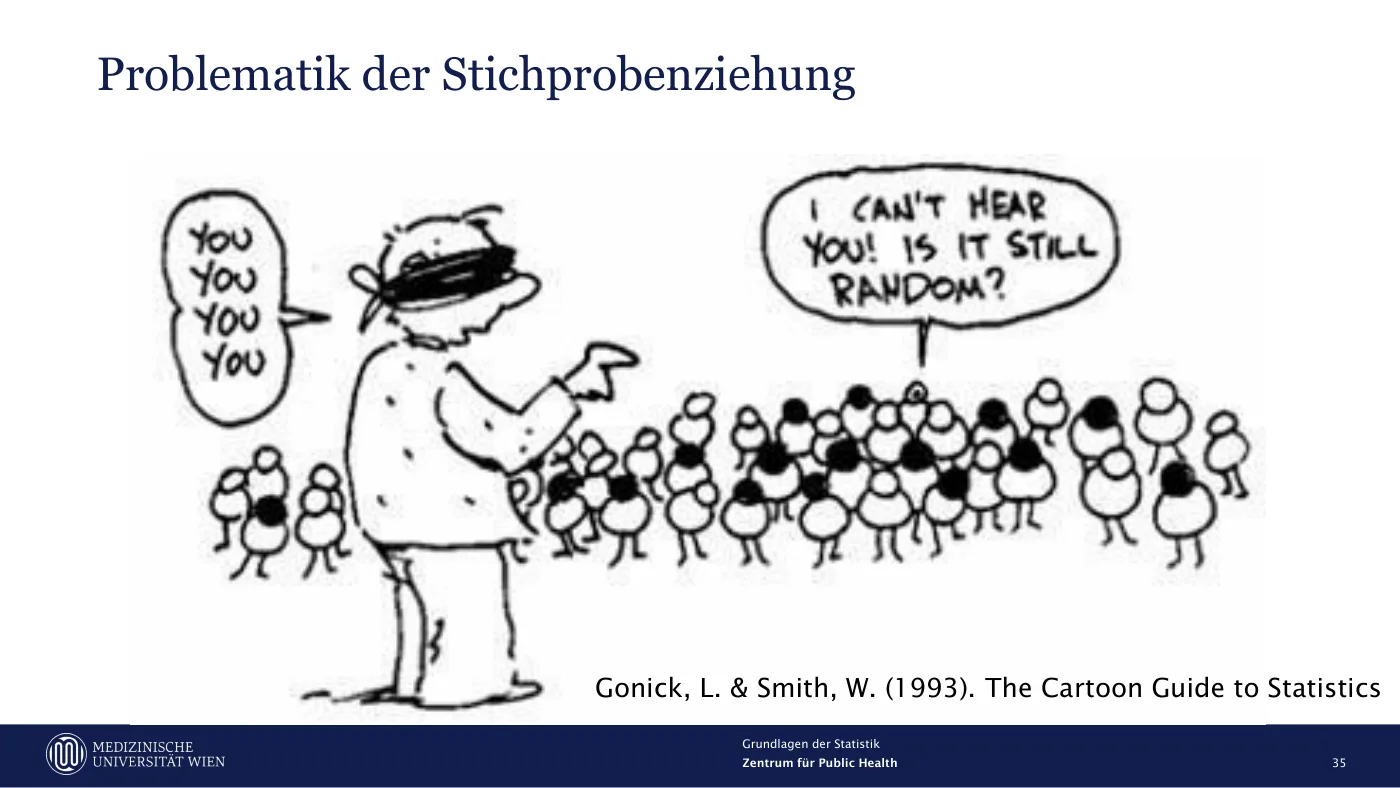 Problematik der Stichprobenziehung
YOU
YOU
YOU
YOU
I CAN'T HEAR
YOU! IS IT STILL
RANDOM?
Gonick, L. & Smith, W. (1993). The Cartoon Guide to Statistics
MEDIZINISCHE
UNIVERSITÄT WIEN
Grundlagen der Statistik
Zentrum für Public Health
35